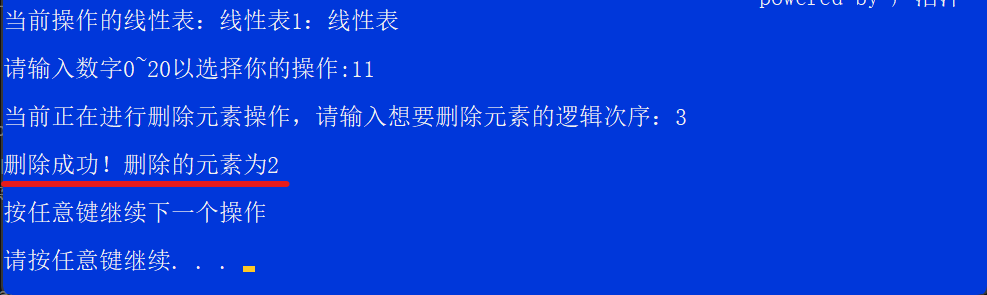 powered by
当前操作的线性表：线性表1：线性表
请输入数字0~20以选择你的操作:11
当前正在进行删除元素操作，请输入想要删除元素的逻辑次序：3
删除成功！删除的元素为2
按任意键继续下一个操作
请按任意键继续. . .